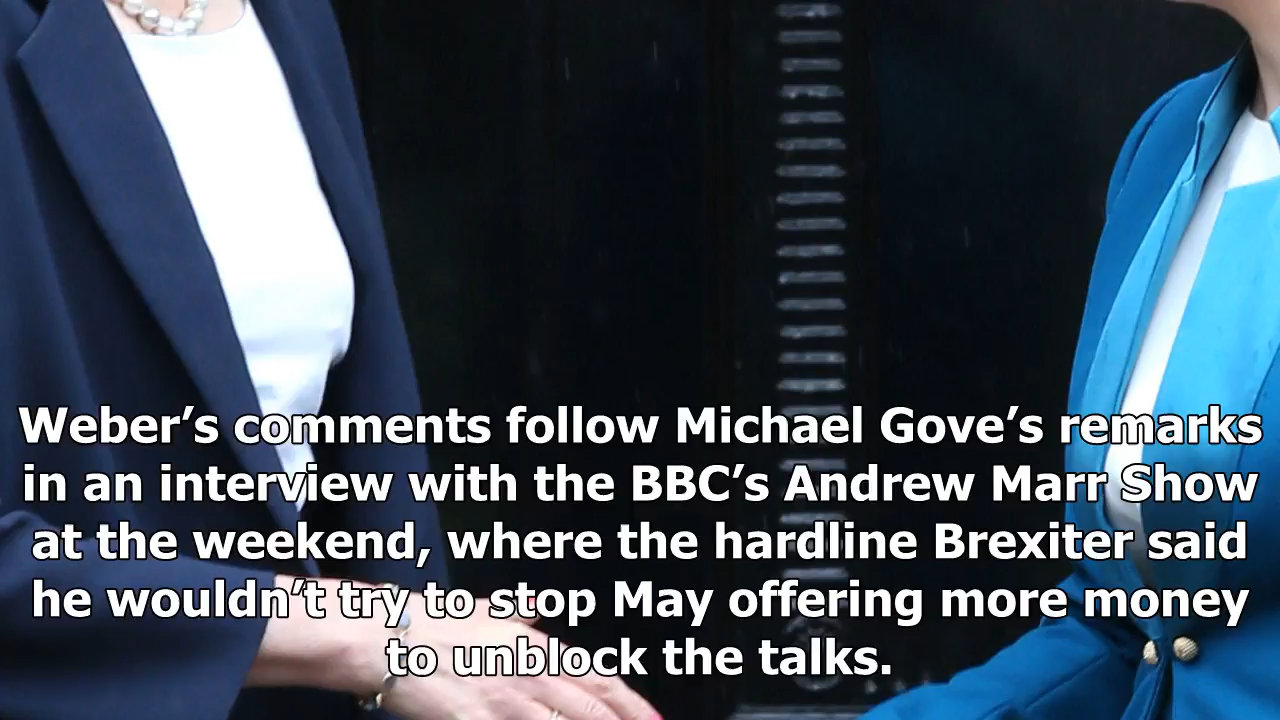 Weber’s comments follow Michael Gove’s remarks
in an interview with the BBC’s Andrew Marr Show
at the weekend, where the hardline Brexiter said
he wouldn’t try to stop May offering more money
to unblock the talks.